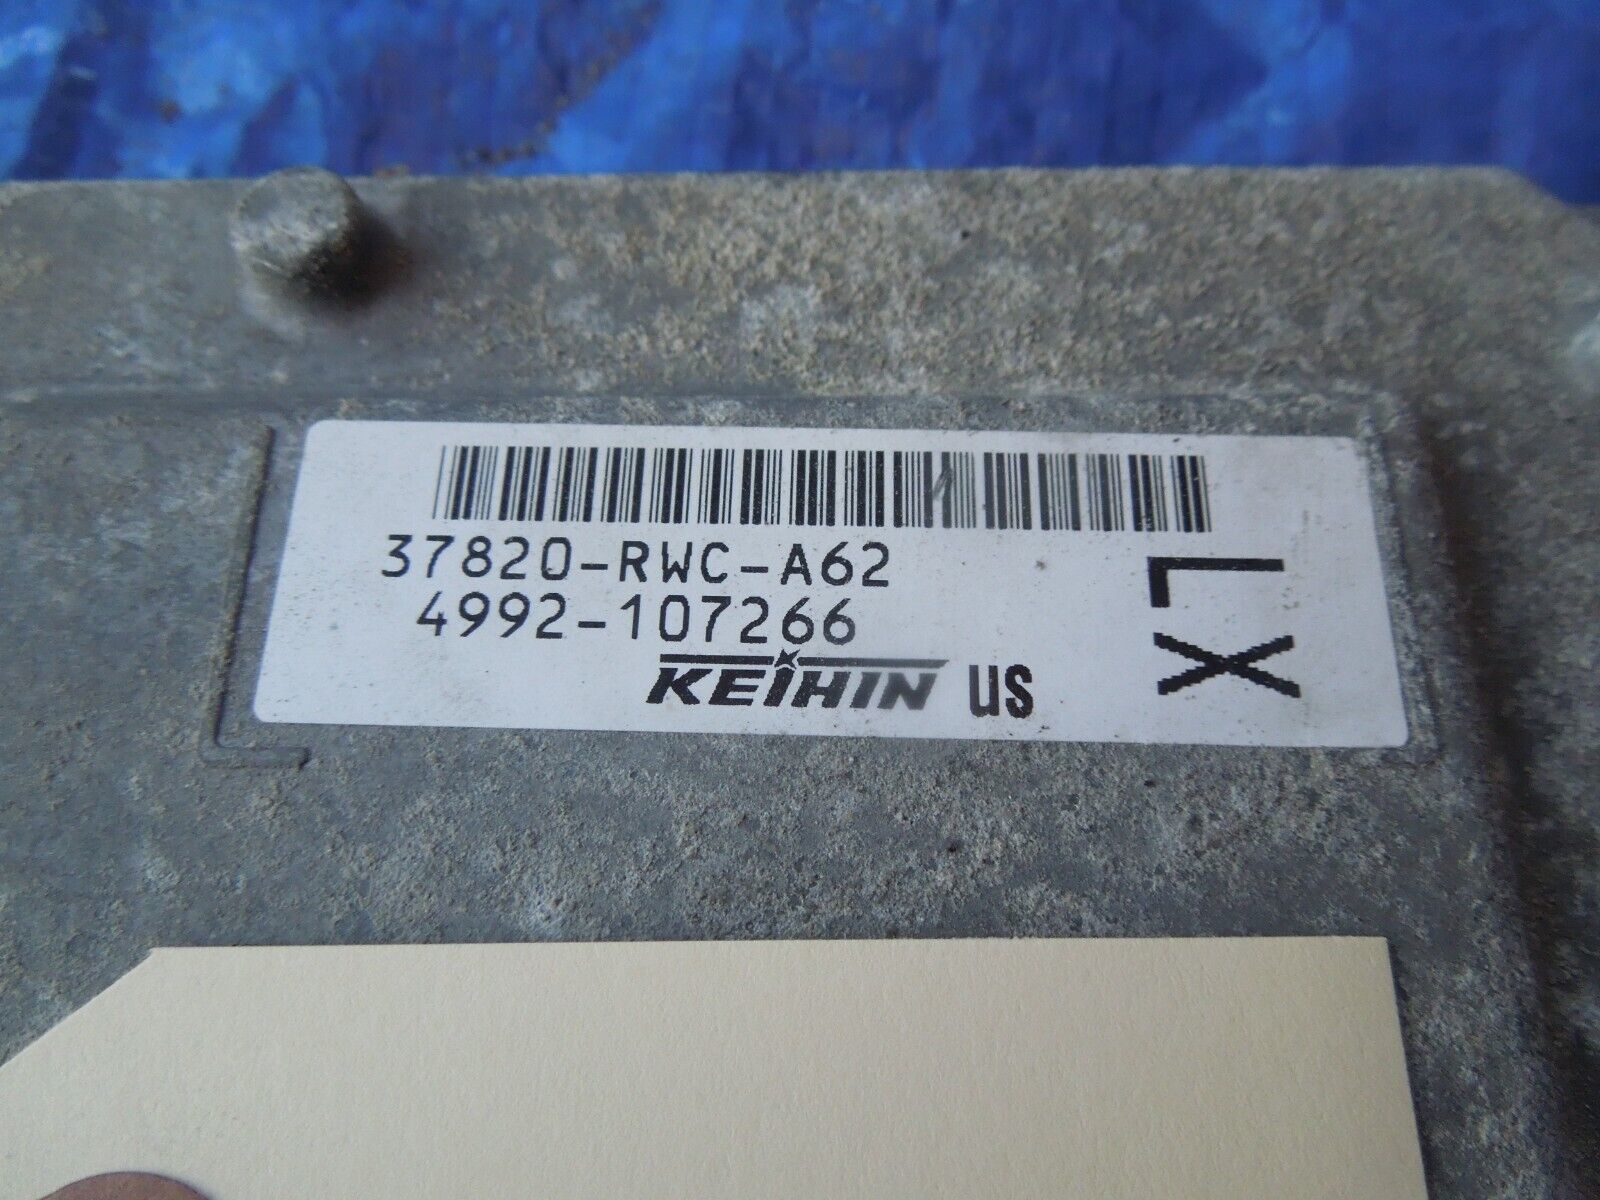 37820-RWC-A62
4992-107266
KEIHIN us
LX